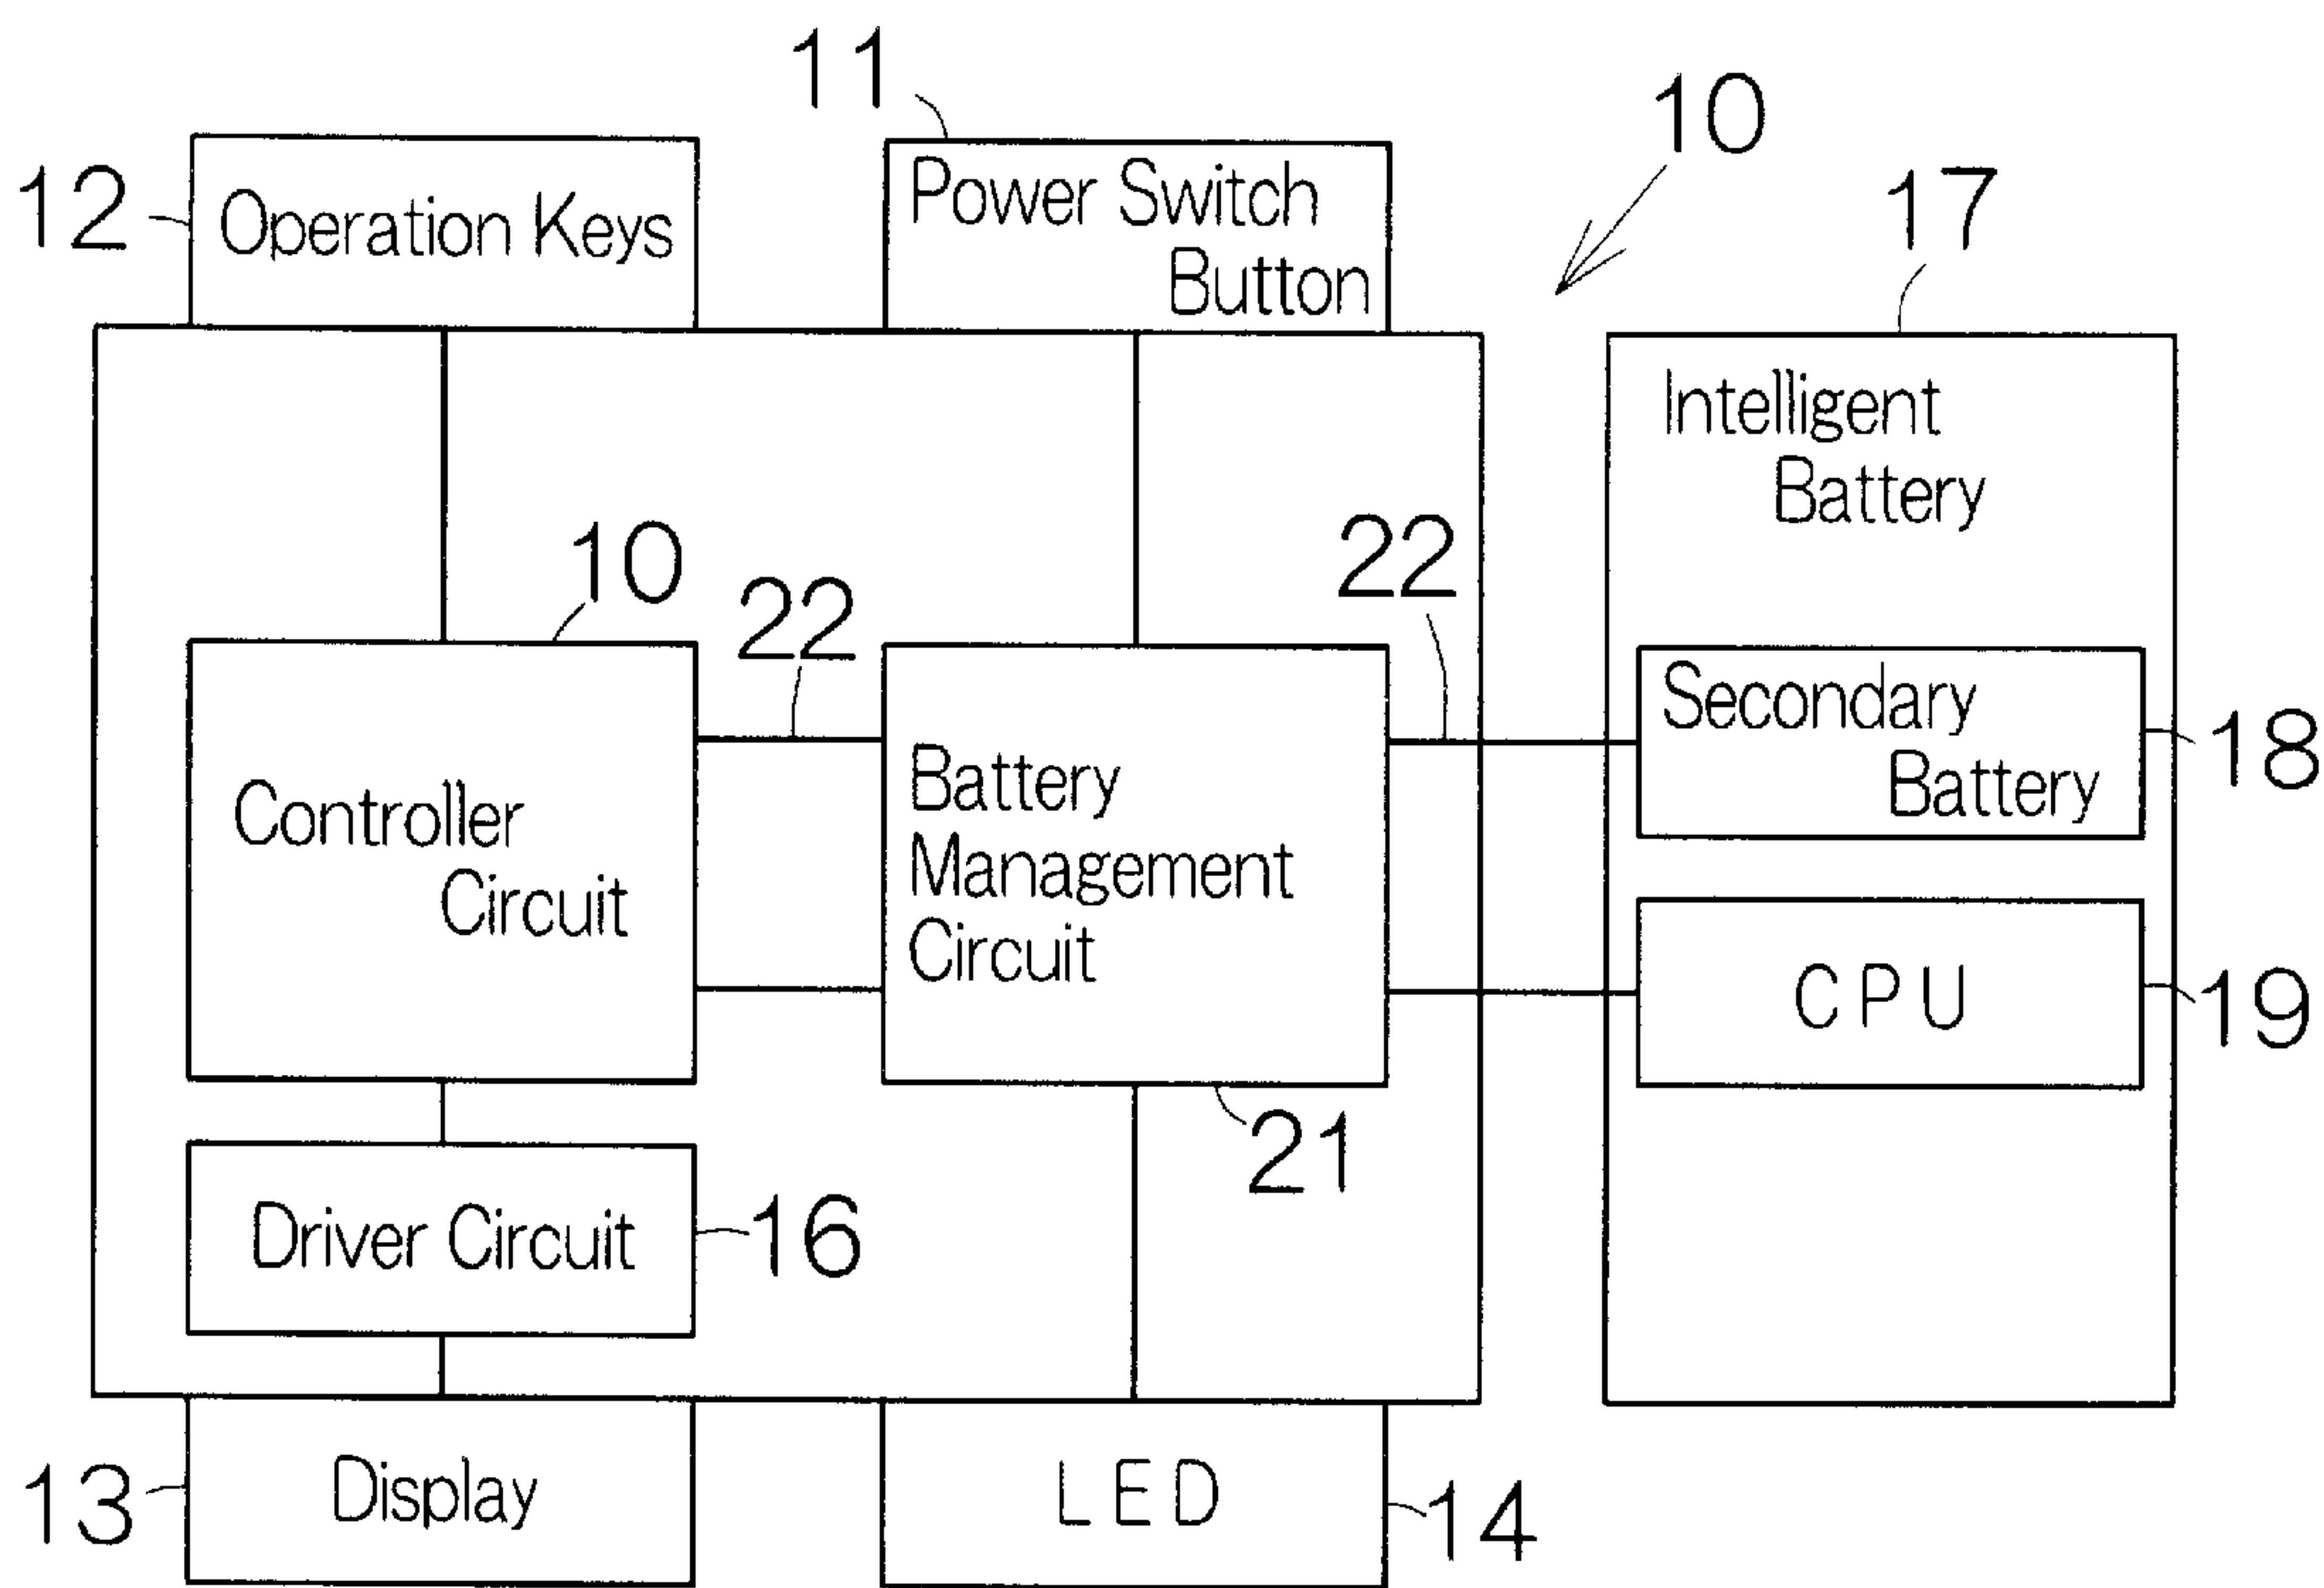 11
10
12
Operation Keys
Power Switch
Button
17
Intelligent
Battery
10
22
22
Controller
Circuit
Battery
Management
Circuit
Secondary
Battery
18
CPU
19
21
Driver Circuit
16
13
Display
LED
14